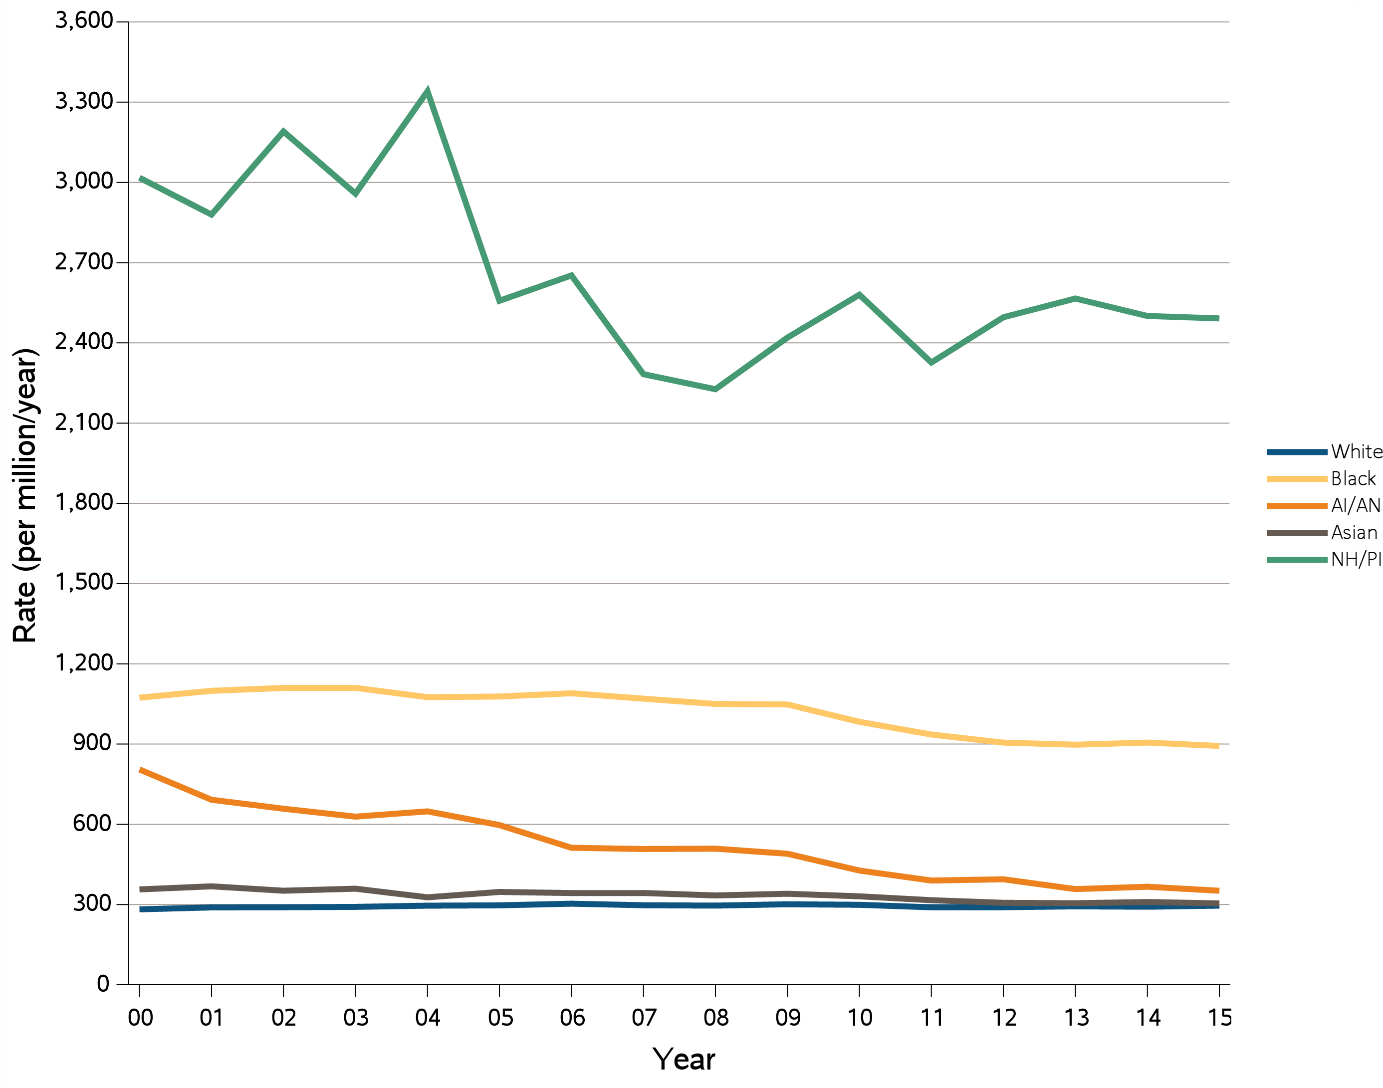 3,600
3,300
3,000
2,700
2,400
2,100
1,800
1,500
1,200
900
600
300
0
Rate (per million/year)
00 01 02 03 04 05 06 07 08 09 10 11 12 13 14 15
Year
White
Black
AI/AN
Asian
NH/PI